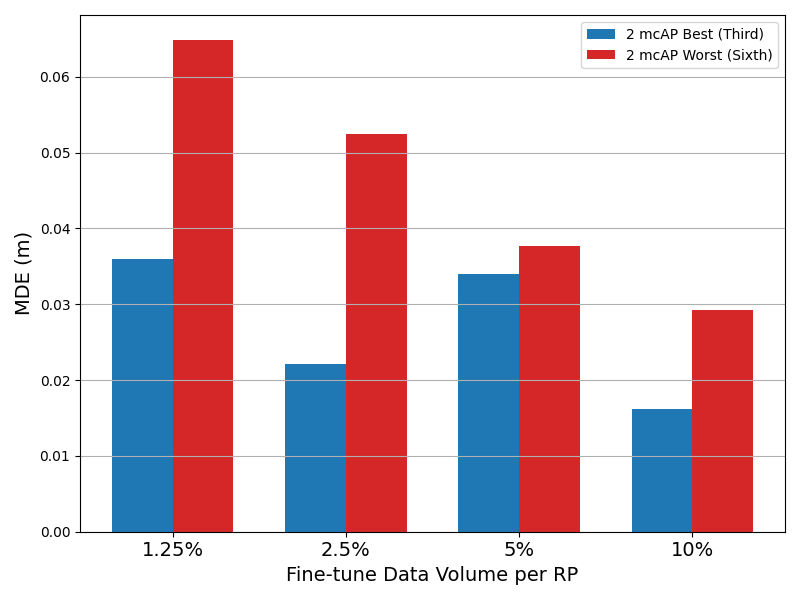 2 mcAP Best (Third)
2 mcAP Worst (Sixth)
MDE (m)
0.06
0.05
0.04
0.03
0.02
0.01
0.00
1.25% 2.5% 5% 10%
Fine-tune Data Volume per RP